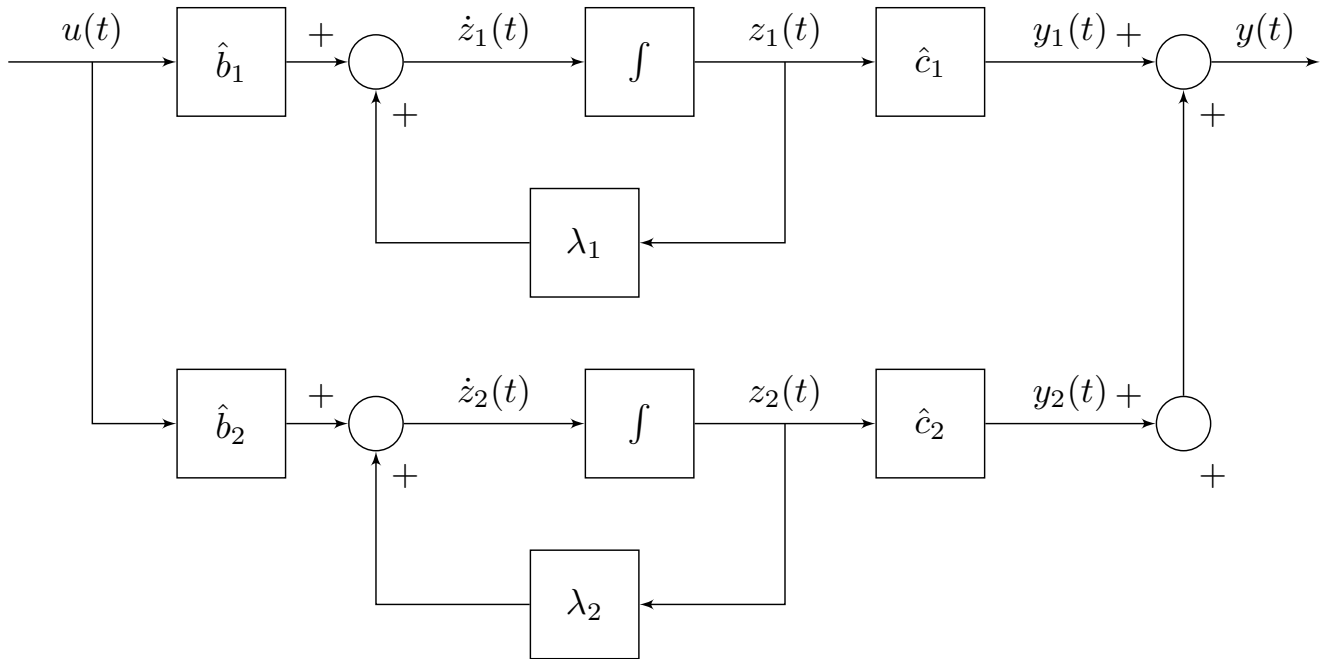 u(t) b̂₁ + ż₁(t) ∫ z₁(t) ĉ₁ y₁(t) + y(t)
+ +
λ₁
b̂₂ + ż₂(t) ∫ z₂(t) ĉ₂ y₂(t) +
+ +
λ₂